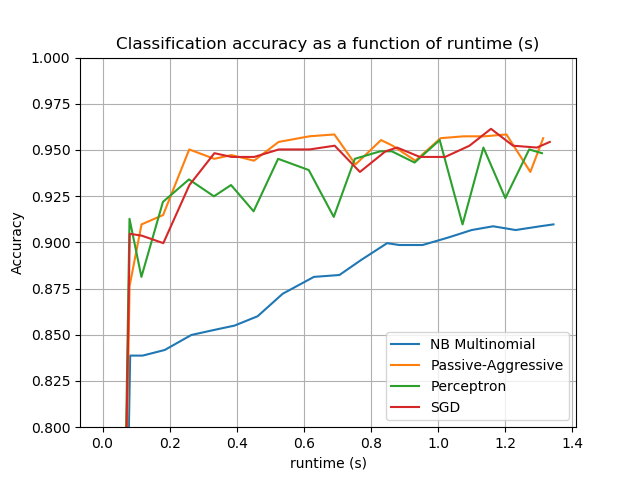 Classification accuracy as a function of runtime (s)
1.000
0.975
0.950
0.925
0.900
0.875
0.850
0.825
0.800
Accuracy
0.0 0.2 0.4 0.6 0.8 1.0 1.2 1.4
runtime (s)
NB Multinomial
Passive-Aggressive
Perceptron
SGD